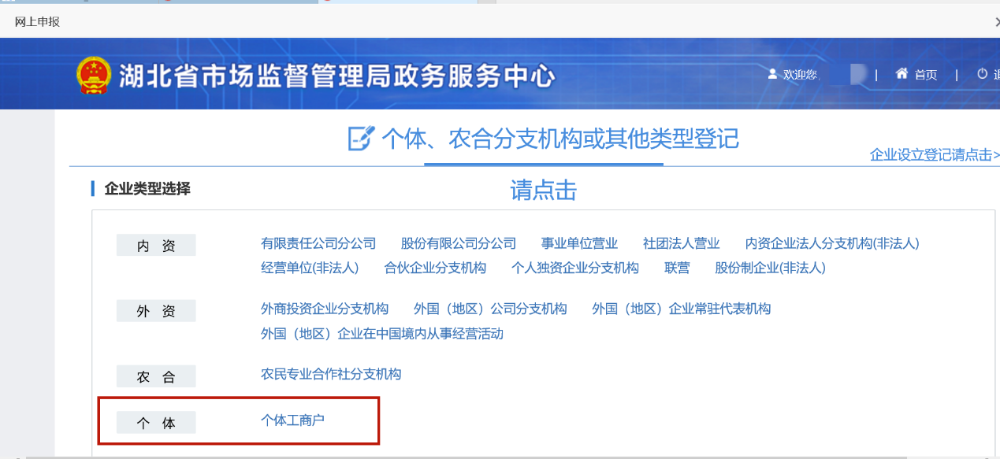 网上申报
湖北省市场监督管理局政务服务中心
欢迎您, | 首页 |
个体、农合分支机构或其他类型登记
企业设立登记请点击>
企业类型选择
请点击
内 资 有限责任公司分公司 股份有限公司分公司 事业单位营业 社团法人营业 内资企业法人分支机构(非法人)
经营单位(非法人) 合伙企业分支机构 个人独资企业分支机构 联营 股份制企业(非法人)
外 资 外商投资企业分支机构 外国（地区）公司分支机构 外国（地区）企业常驻代表机构
外国（地区）企业在中国境内从事经营活动
农 合 农民专业合作社分支机构
个 体 个体工商户